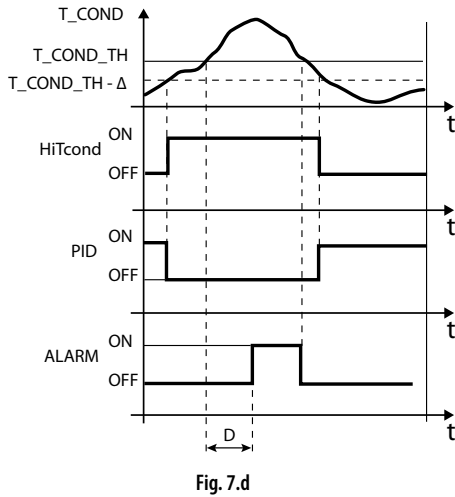 T_COND
T_COND_TH
T_COND_TH - Δ
t
ON
HiTcond
OFF
t
ON
PID
OFF
t
ON
ALARM
OFF
t
D
Fig. 7.d